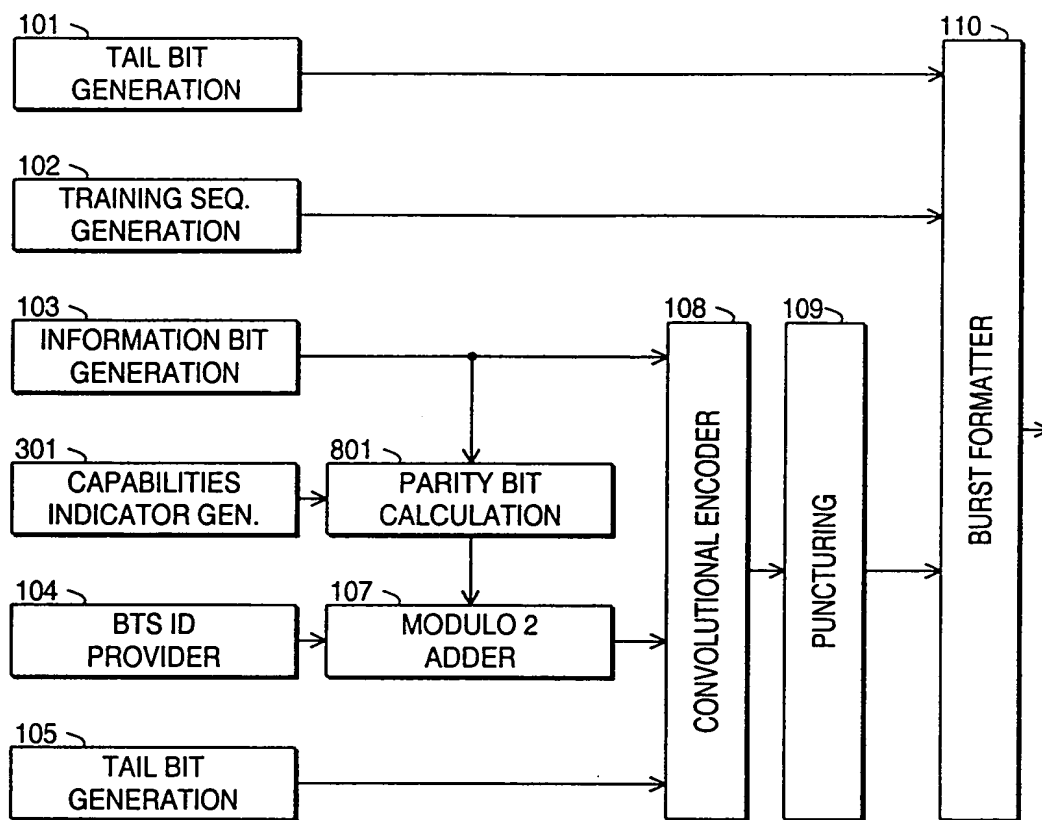 101
TAIL BIT
GENERATION
110
BURST FORMATTER
102
TRAINING SEQ.
GENERATION
103
INFORMATION BIT
GENERATION
108
CONVOLUTIONAL ENCODER
109
PUNCTURING
301
CAPABILITIES
INDICATOR GEN.
801
PARITY BIT
CALCULATION
104
BTS ID
PROVIDER
107
MODULO 2
ADDER
105
TAIL BIT
GENERATION